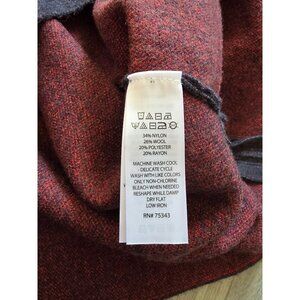 34% NYLON
26% WOOL
20% POLYESTER
20% RAYON
MACHINE WASH COOL
DELICATE CYCLE
WASH WITH LIKE COLORS
ONLY NON-CHLORINE
BLEACH WHEN NEEDED
RESHAPE WHILE DAMP
DRY FLAT
LOW IRON
RN# 75343